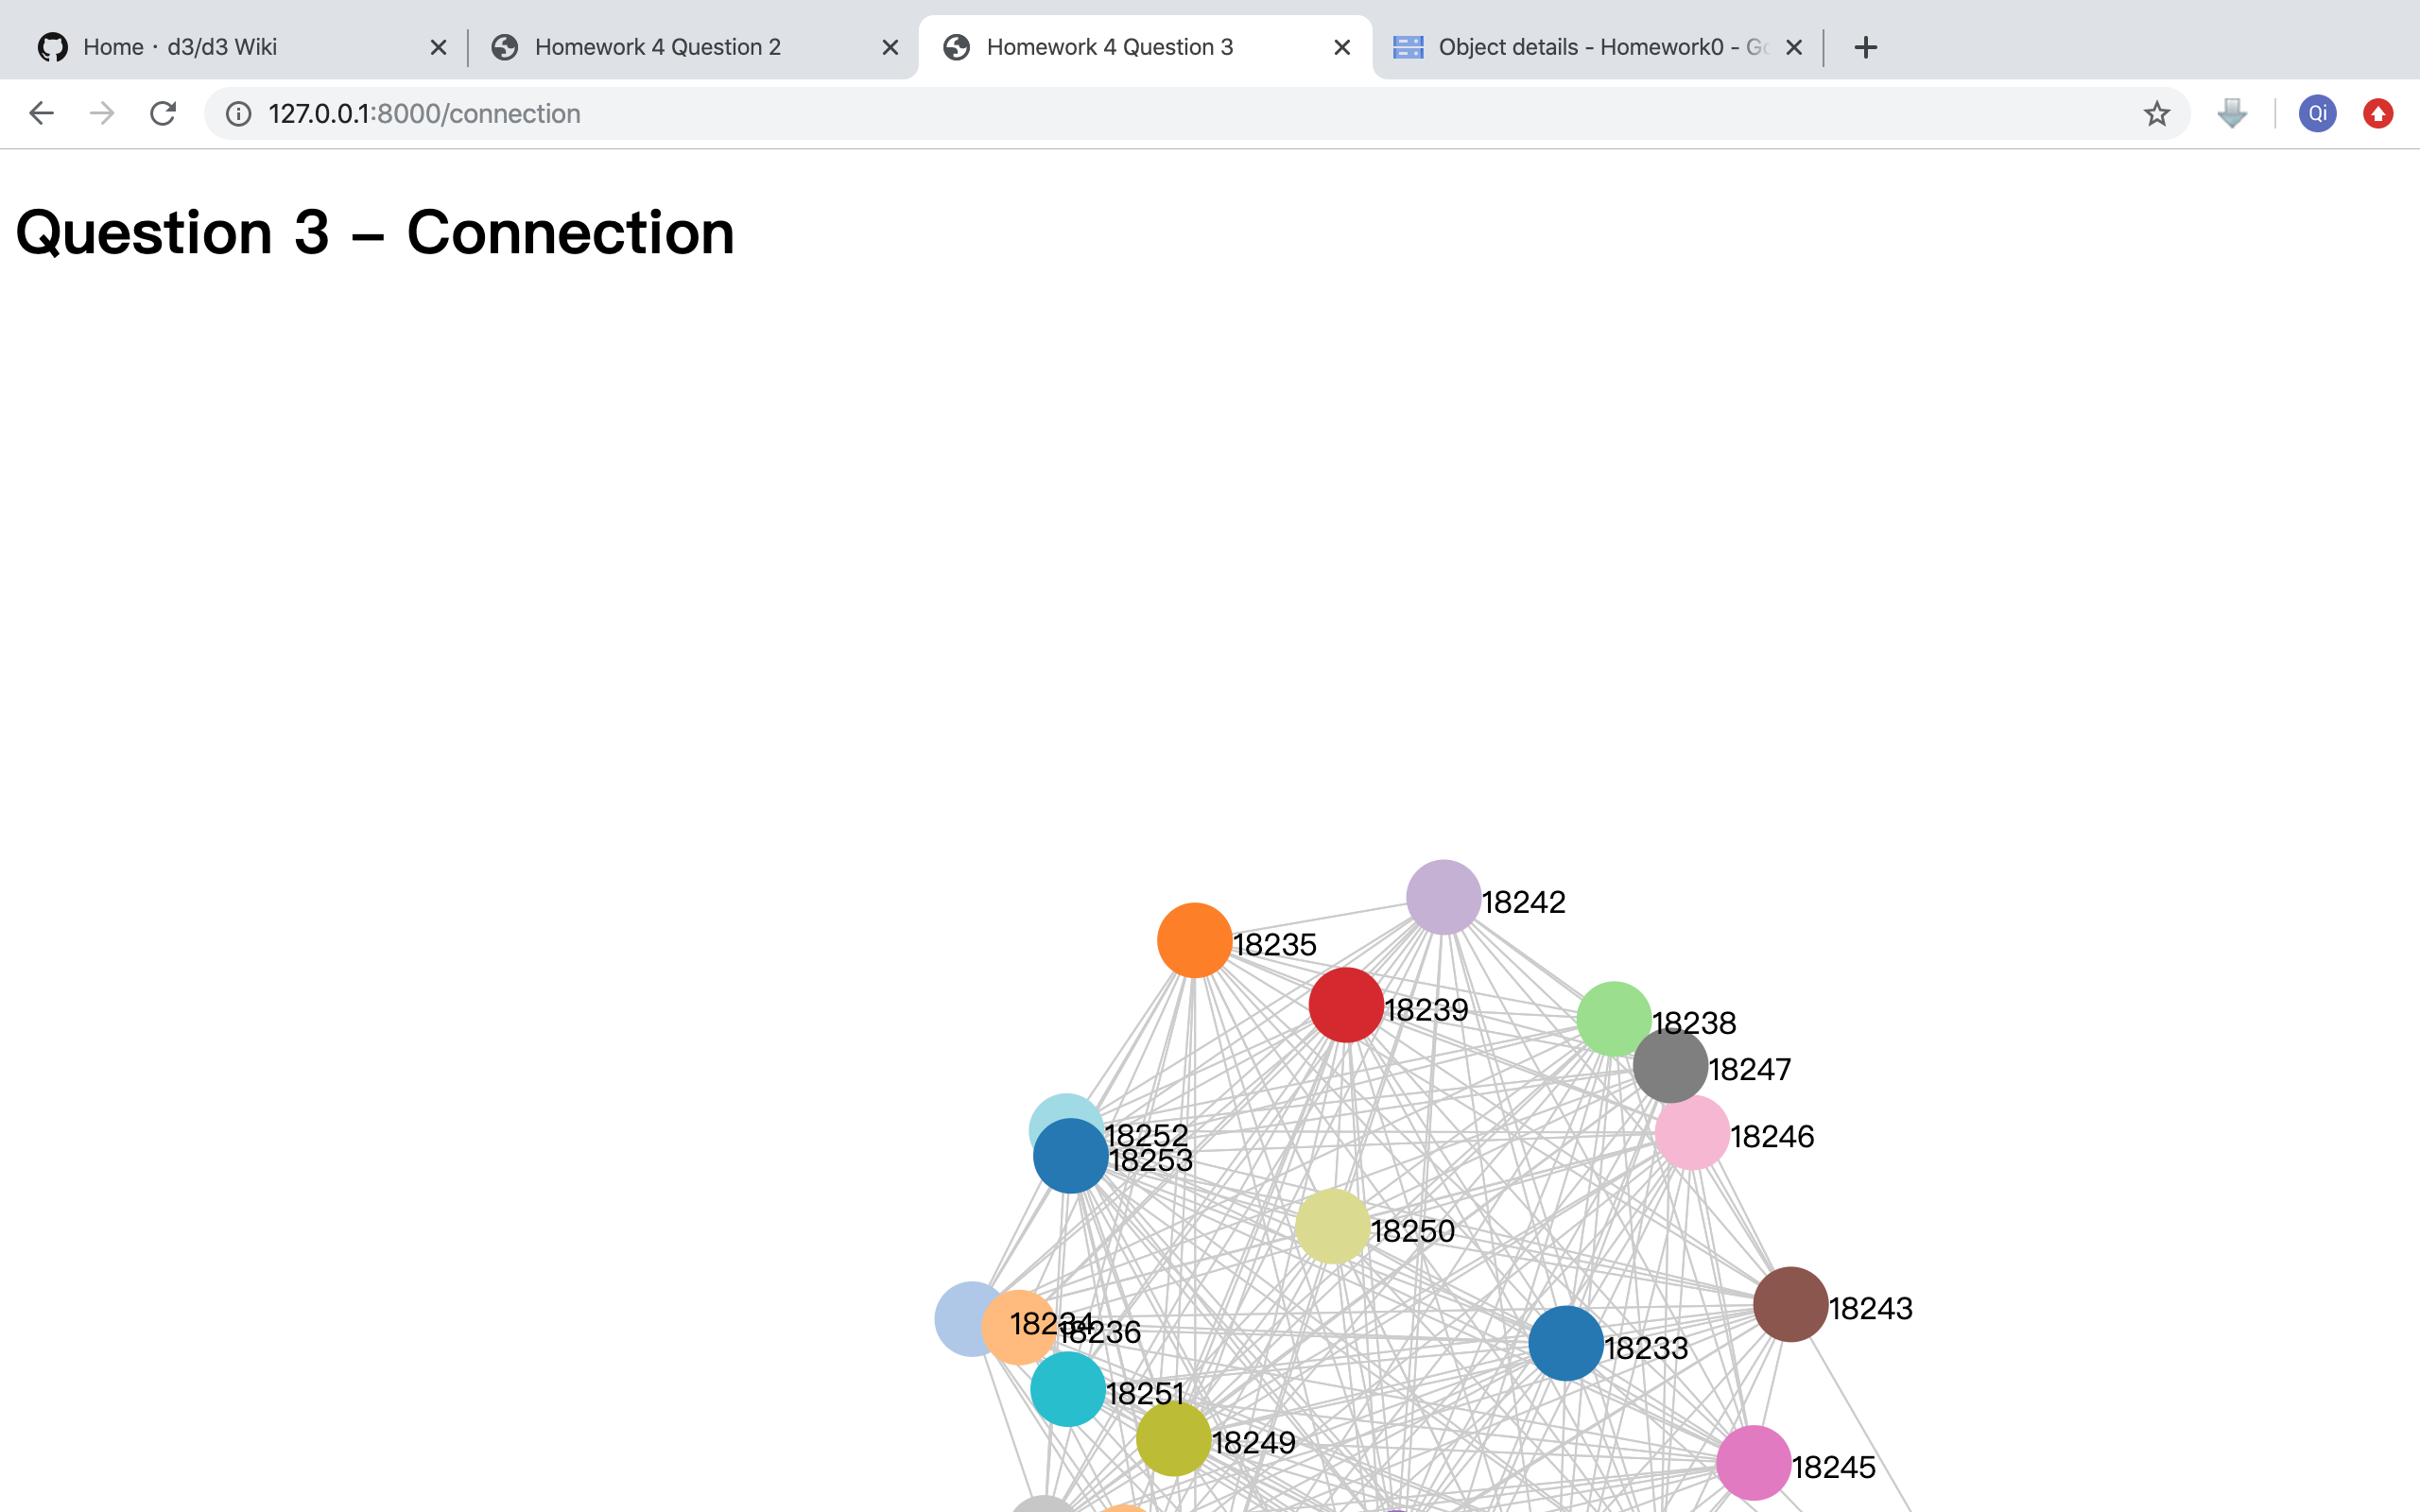 Home · d3/d3 Wiki
Homework 4 Question 2
Homework 4 Question 3
Object details - Homework0 - Go
127.0.0.1:8000/connection
Qi
Question 3 – Connection
18242
18235
18239
18238
18247
18252
18246
18253
18250
18243
18234
18236
18233
18251
18249
18245